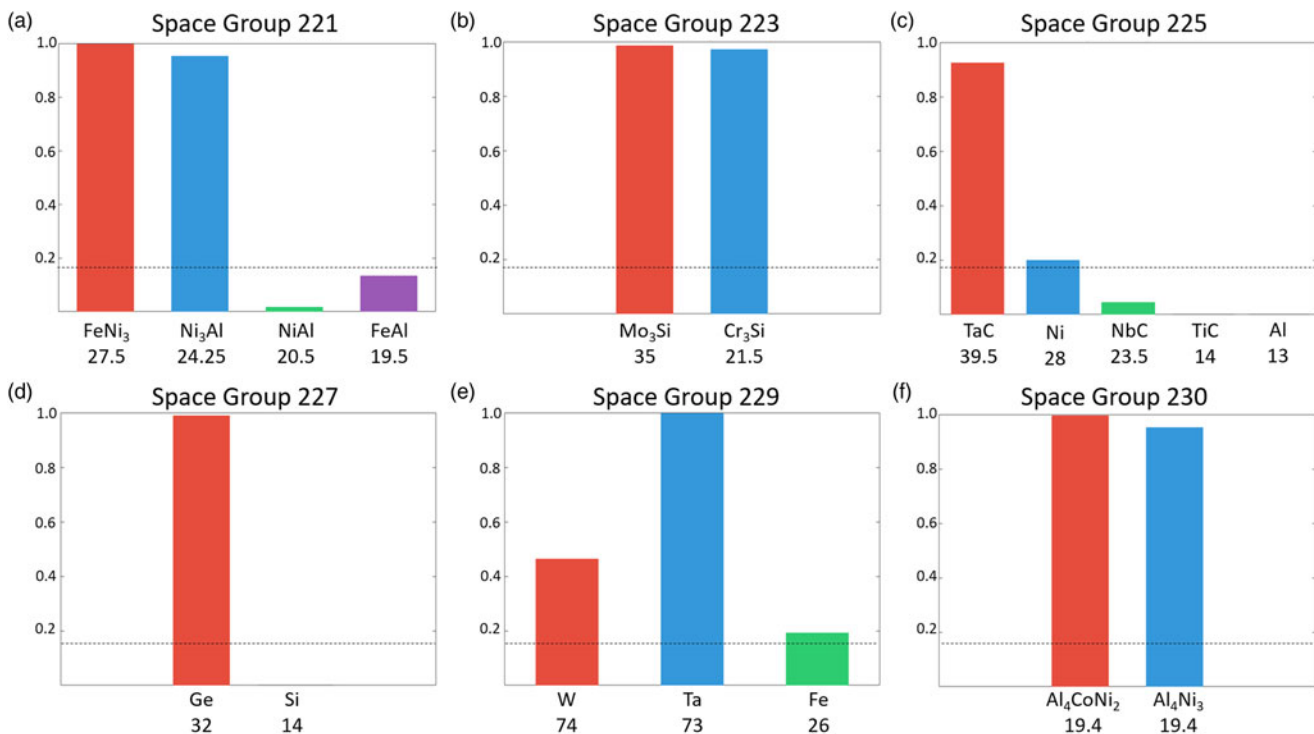 (a) Space Group 221
1.0
0.8
0.6
0.4
0.2
FeNi₃ Ni₃Al NiAl FeAl
27.5 24.25 20.5 19.5
(b) Space Group 223
1.0
0.8
0.6
0.4
0.2
Mo₃Si Cr₃Si
35 21.5
(c) Space Group 225
1.0
0.8
0.6
0.4
0.2
TaC Ni NbC TiC Al
39.5 28 23.5 14 13
(d) Space Group 227
1.0
0.8
0.6
0.4
0.2
Ge Si
32 14
(e) Space Group 229
1.0
0.8
0.6
0.4
0.2
W Ta Fe
74 73 26
(f) Space Group 230
1.0
0.8
0.6
0.4
0.2
Al₄CoNi₂ Al₄Ni₃
19.4 19.4